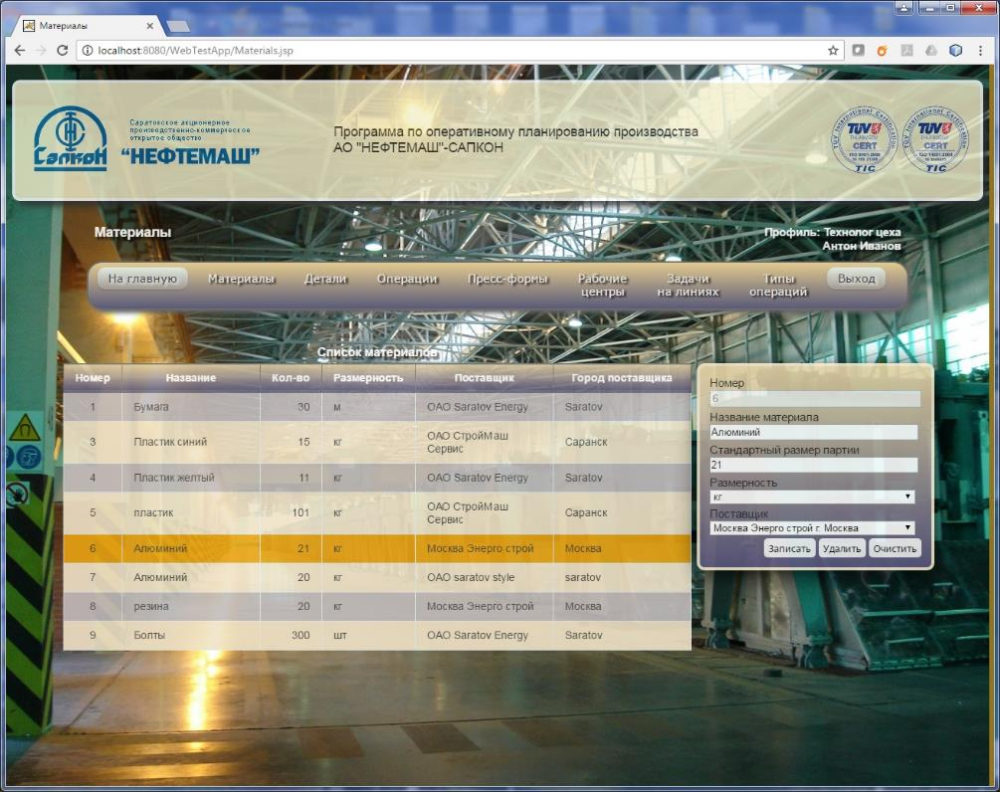 Материалы
localhost:8080/WebTestApp/Materials.jsp
Саратовское акционерное
производственно-коммерческое
открытое общество
Сапкон
"НЕФТЕМАШ"
Программа по оперативному планированию производства
АО "НЕФТЕМАШ"-САПКОН
TÜV CERT TIC
TÜV CERT TIC
Материалы
Профиль: Технолог цеха
Антон Иванов
На главную Материалы Детали Операции Пресс-формы Рабочие центры Задачи на линиях Типы операций Выход
Список материалов
Номер Название Кол-во Размерность Поставщик Город поставщика
1 Бумага 30 м ОАО Saratov Energy Saratov
3 Пластик синий 15 кг ОАО СтройМаш Сервис Саранск
4 Пластик желтый 11 кг ОАО Saratov Energy Saratov
5 пластик 101 кг ОАО СтройМаш Сервис Саранск
6 Алюминий 21 кг Москва Энерго строй Москва
7 Алюминий 20 кг ОАО saratov style saratov
8 резина 20 кг Москва Энерго строй Москва
9 Болты 300 шт ОАО Saratov Energy Saratov
Номер
6
Название материала
Алюминий
Стандартный размер партии
21
Размерность
кг
Поставщик
Москва Энерго строй г. Москва
Записать Удалить Очистить